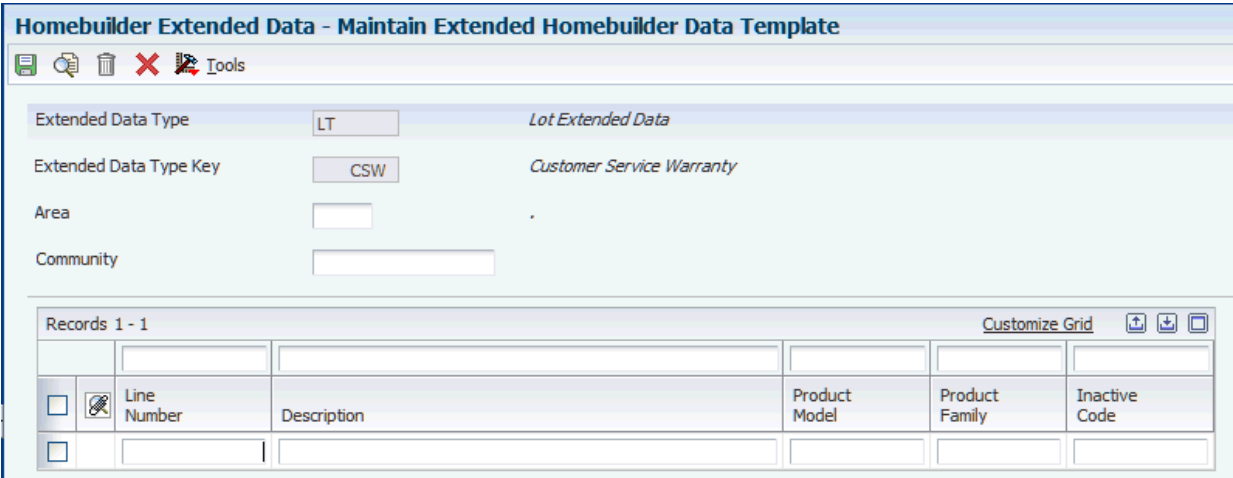 Homebuilder Extended Data - Maintain Extended Homebuilder Data Template
Tools
Extended Data Type LT Lot Extended Data
Extended Data Type Key CSW Customer Service Warranty
Area .
Community
Records 1 - 1 Customize Grid
Line Number Description Product Model Product Family Inactive Code